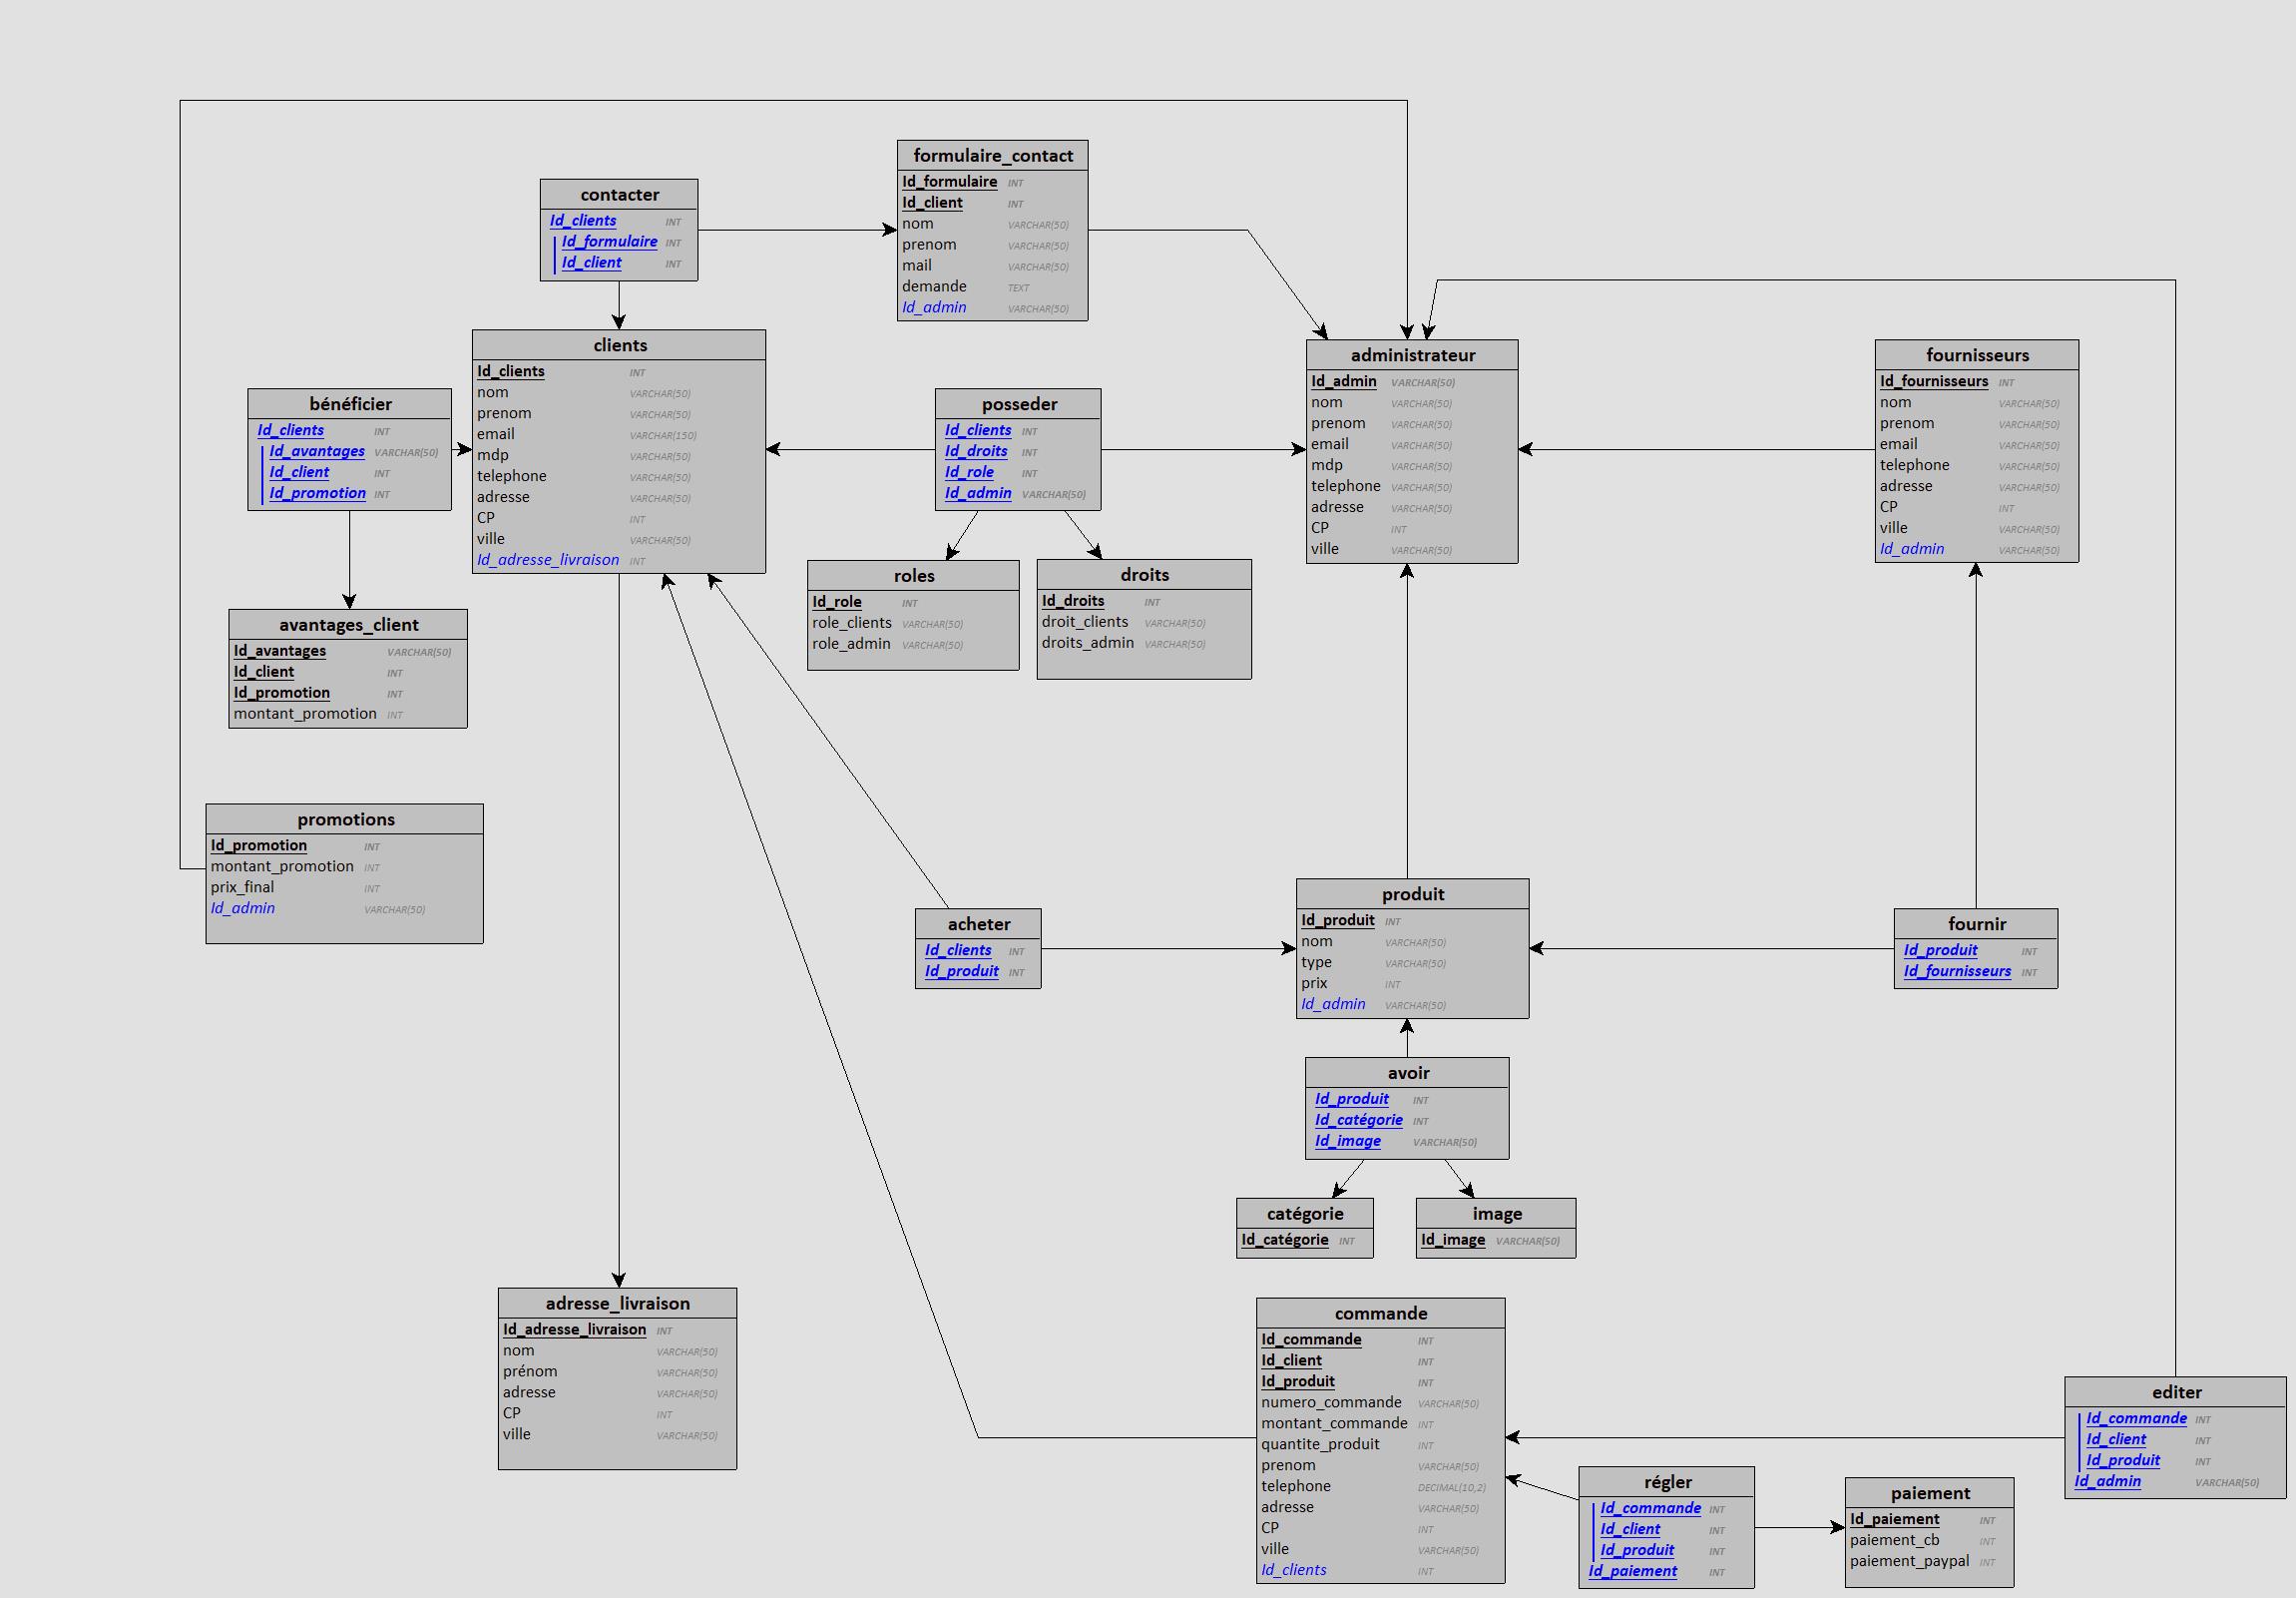 formulaire_contact
Id_formulaire INT
Id_client INT
nom VARCHAR(50)
prenom VARCHAR(50)
mail VARCHAR(50)
demande TEXT
Id_admin VARCHAR(50)
contacter
Id_clients INT
Id_formulaire INT
Id_client INT
clients
Id_clients INT
nom VARCHAR(50)
prenom VARCHAR(50)
email VARCHAR(150)
mdp VARCHAR(50)
telephone VARCHAR(50)
adresse VARCHAR(50)
CP INT
ville VARCHAR(50)
Id_adresse_livraison INT
administrateur
Id_admin VARCHAR(50)
nom VARCHAR(50)
prenom VARCHAR(50)
email VARCHAR(50)
mdp VARCHAR(50)
telephone VARCHAR(50)
adresse VARCHAR(50)
CP INT
ville VARCHAR(50)
fournisseurs
Id_fournisseurs INT
nom VARCHAR(50)
prenom VARCHAR(50)
email VARCHAR(50)
telephone VARCHAR(50)
adresse VARCHAR(50)
CP INT
ville VARCHAR(50)
Id_admin VARCHAR(50)
bénéficier
Id_clients INT
Id_avantages VARCHAR(50)
Id_client INT
Id_promotion INT
posseder
Id_clients INT
Id_droits INT
Id_role INT
Id_admin VARCHAR(50)
roles
Id_role INT
role_clients VARCHAR(50)
role_admin VARCHAR(50)
droits
Id_droits INT
droit_clients VARCHAR(50)
droits_admin VARCHAR(50)
avantages_client
Id_avantages VARCHAR(50)
Id_client INT
Id_promotion INT
montant_promotion INT
promotions
Id_promotion INT
montant_promotion INT
prix_final INT
Id_admin VARCHAR(50)
acheter
Id_clients INT
Id_produit INT
produit
Id_produit INT
nom VARCHAR(50)
type VARCHAR(50)
prix INT
Id_admin VARCHAR(50)
fournir
Id_produit INT
Id_fournisseurs INT
avoir
Id_produit INT
Id_catégorie INT
Id_image VARCHAR(50)
catégorie
Id_catégorie INT
image
Id_image VARCHAR(50)
adresse_livraison
Id_adresse_livraison INT
nom VARCHAR(50)
prénom VARCHAR(50)
adresse VARCHAR(50)
CP INT
ville VARCHAR(50)
commande
Id_commande INT
Id_client INT
Id_produit INT
numero_commande VARCHAR(50)
montant_commande INT
quantite_produit INT
prenom VARCHAR(50)
telephone DECIMAL(10,2)
adresse VARCHAR(50)
CP INT
ville VARCHAR(50)
Id_clients INT
editer
Id_commande INT
Id_client INT
Id_produit INT
Id_admin VARCHAR(50)
régler
Id_commande INT
Id_client INT
Id_produit INT
Id_paiement INT
paiement
Id_paiement INT
paiement_cb INT
paiement_paypal INT